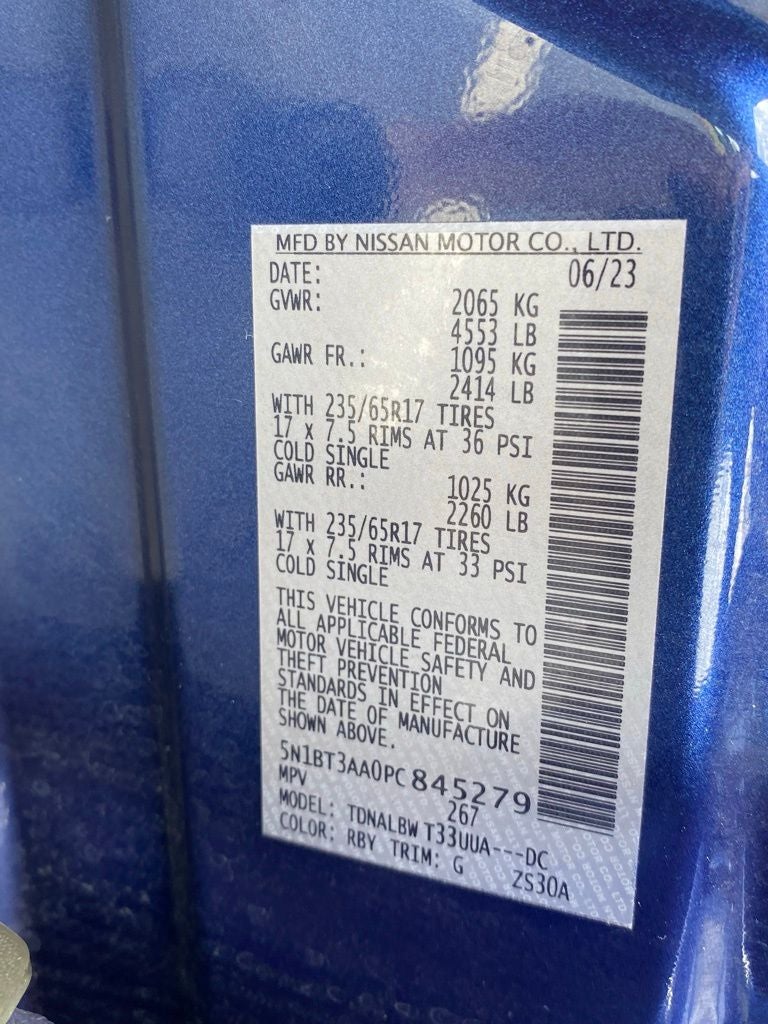 MFD BY NISSAN MOTOR CO., LTD.
DATE: 06/23
GVWR: 2065 KG
4553 LB
GAWR FR.: 1095 KG
2414 LB
WITH 235/65R17 TIRES
17 x 7.5 RIMS AT 36 PSI
COLD SINGLE
GAWR RR.: 1025 KG
2260 LB
WITH 235/65R17 TIRES
17 x 7.5 RIMS AT 33 PSI
COLD SINGLE
THIS VEHICLE CONFORMS TO
ALL APPLICABLE FEDERAL
MOTOR VEHICLE SAFETY AND
THEFT PREVENTION
STANDARDS IN EFFECT ON
THE DATE OF MANUFACTURE
SHOWN ABOVE.
5N1BT3AA0PC845279
MPV 267
MODEL: TDNALBW T33UUA---DC
COLOR: RBY TRIM: G ZS30A